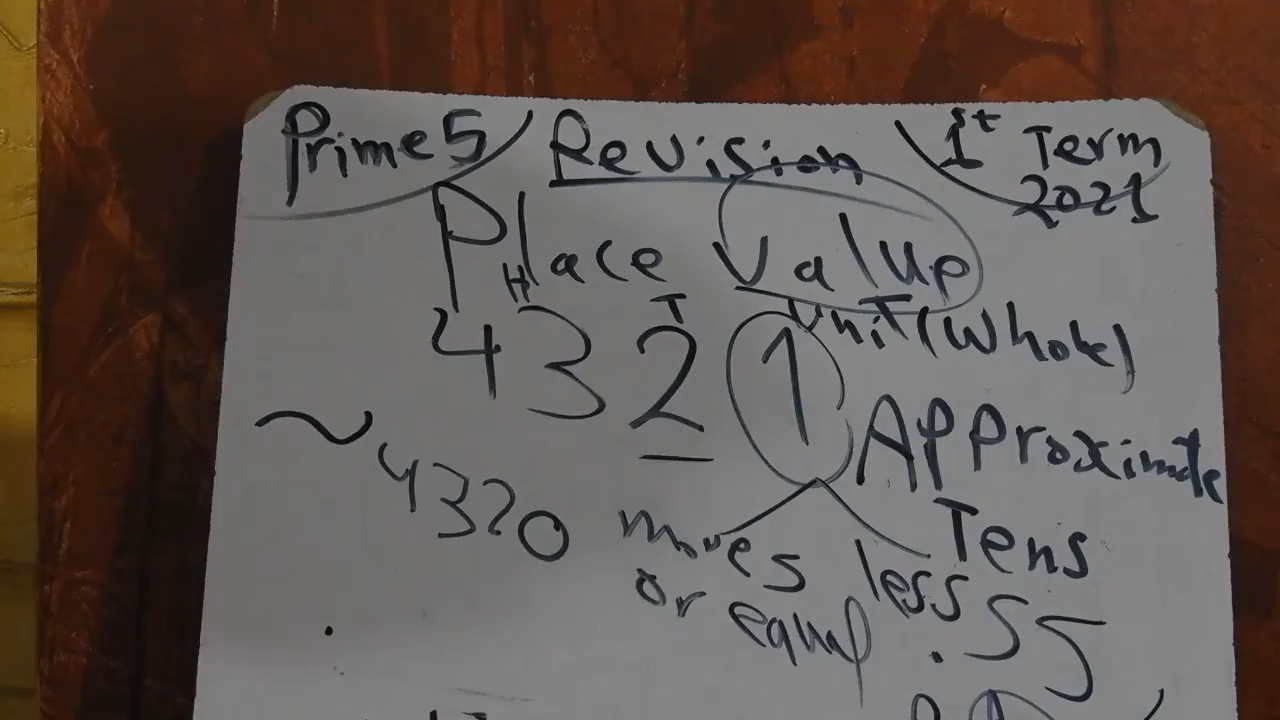 Prime 5 Revision 1st Term 2021
Place Value
H T Unit (Whole)
4321
Approximate
~ 4320
Tens
moves less
or equal
.55